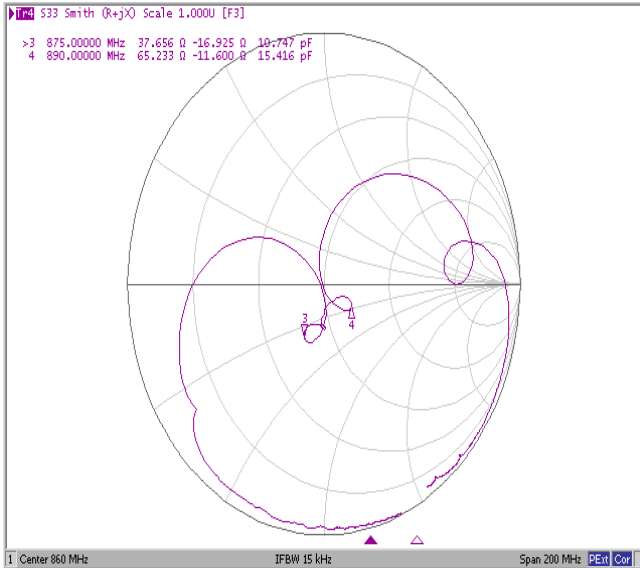 Tr4 S33 Smith (R+jX) Scale 1.000U [F3]
>3 875.00000 MHz 37.656 Ω -16.925 Ω 10.747 pF
4 890.00000 MHz 65.233 Ω -11.600 Ω 15.416 pF
3
4
1 Center 860 MHz IFBW 15 kHz Span 200 MHz PExt Cor